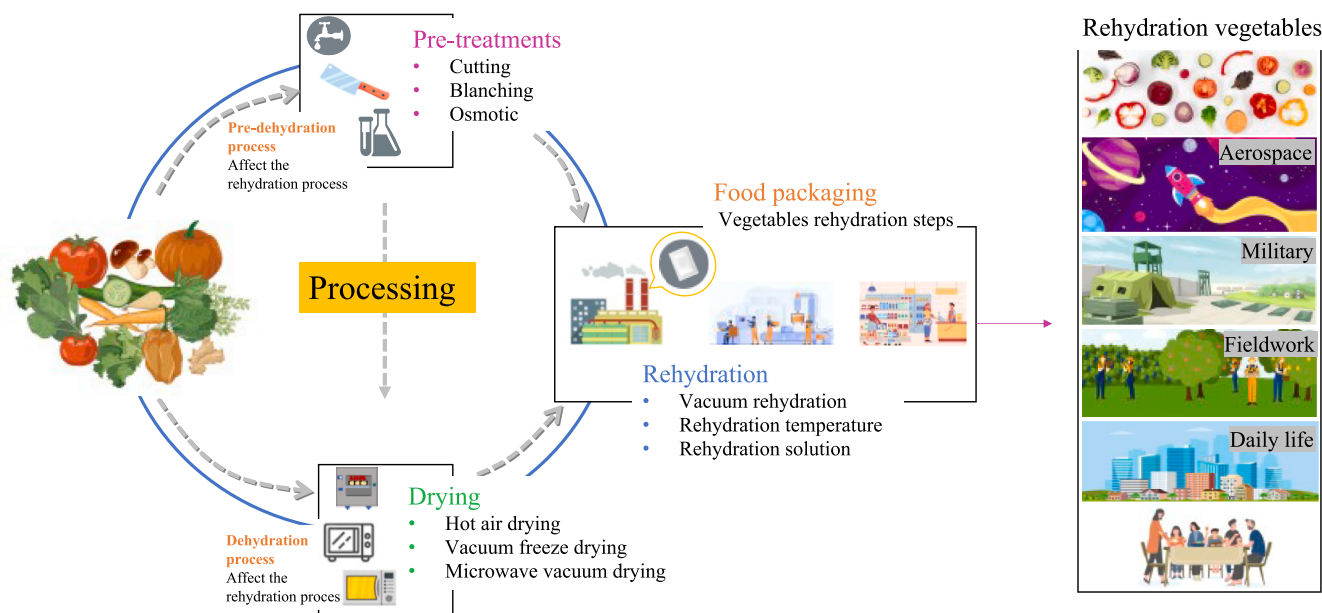 Pre-treatments
• Cutting
• Blanching
• Osmotic
Pre-dehydration
process
Affect the
rehydration process
Processing
Drying
• Hot air drying
• Vacuum freeze drying
• Microwave vacuum drying
Dehydration
process
Affect the
rehydration proces
Food packaging
Vegetables rehydration steps
Rehydration
• Vacuum rehydration
• Rehydration temperature
• Rehydration solution
Rehydration vegetables
Aerospace
Military
Fieldwork
Daily life